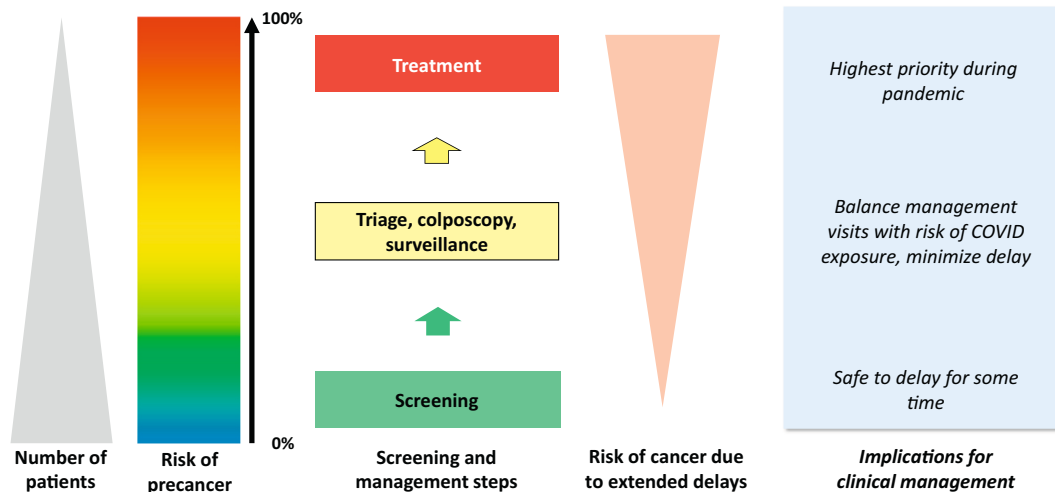 100%
0%
Number of
patients
Risk of
precancer
Treatment
Triage, colposcopy,
surveillance
Screening
Screening and
management steps
Risk of cancer due
to extended delays
Highest priority during
pandemic
Balance management
visits with risk of COVID
exposure, minimize delay
Safe to delay for some
time
Implications for
clinical management